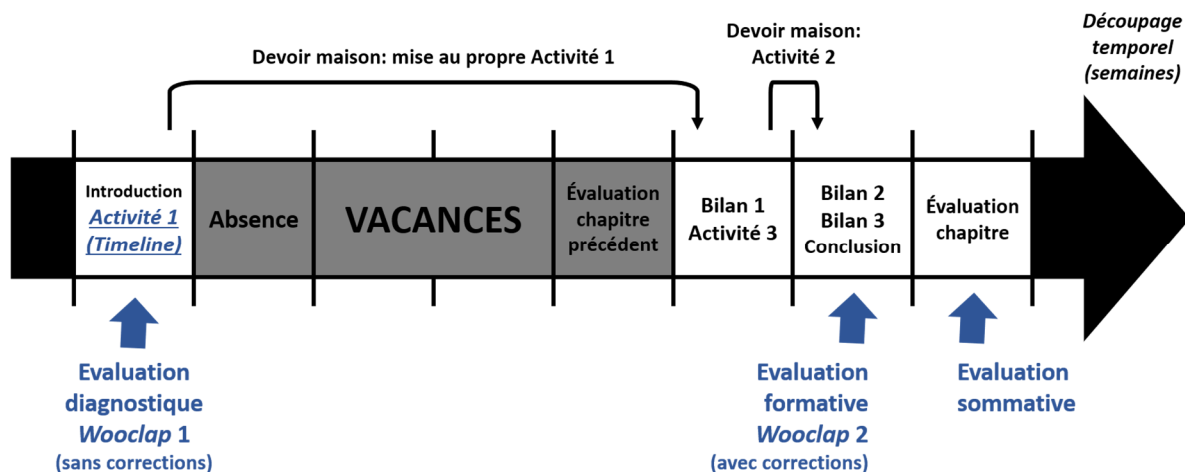 Découpage
temporel
(semaines)
Devoir maison: mise au propre Activité 1
Devoir maison:
Activité 2
Introduction
Activité 1
(Timeline)
Absence
VACANCES
Évaluation
chapitre
précédent
Bilan 1
Activité 3
Bilan 2
Bilan 3
Conclusion
Évaluation
chapitre
Evaluation
diagnostique
Wooclap 1
(sans corrections)
Evaluation
formative
Wooclap 2
(avec corrections)
Evaluation
sommative